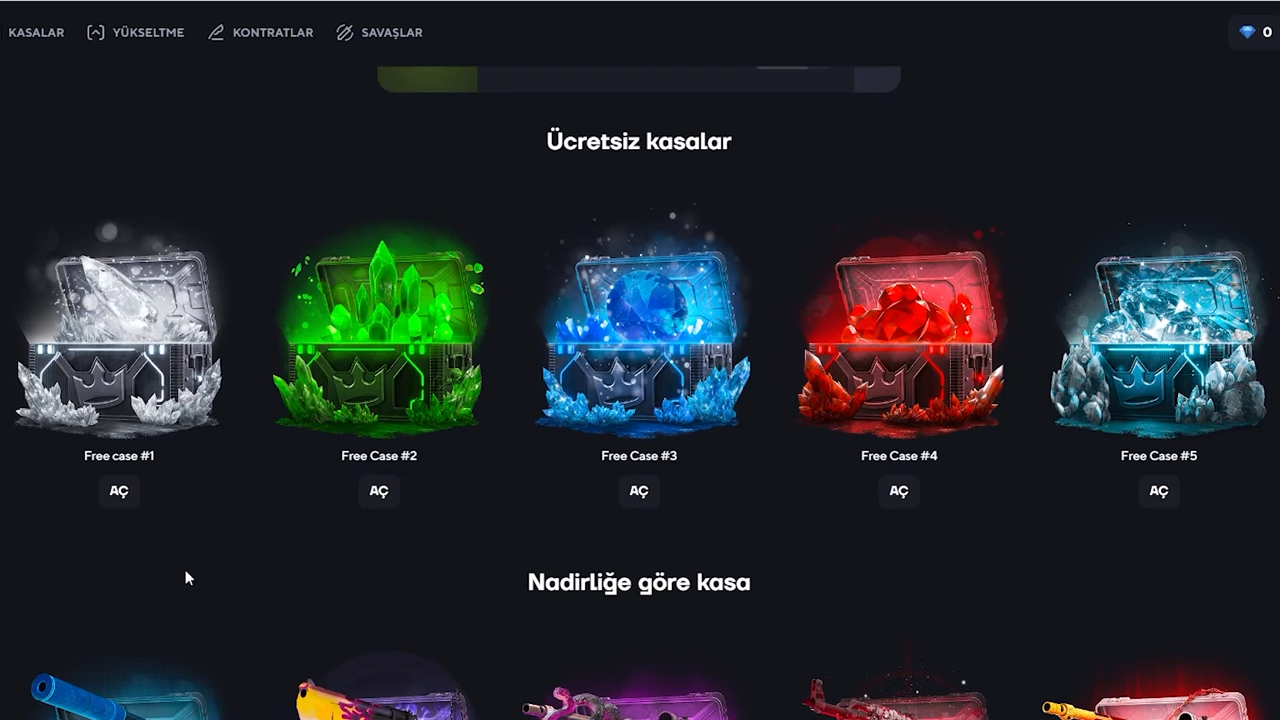 KASALAR YÜKSELTME KONTRATLAR SAVAŞLAR 0
Ücretsiz kasalar
Free case #1 Free Case #2 Free Case #3 Free Case #4 Free Case #5
AÇ AÇ AÇ AÇ AÇ
Nadirliğe göre kasa